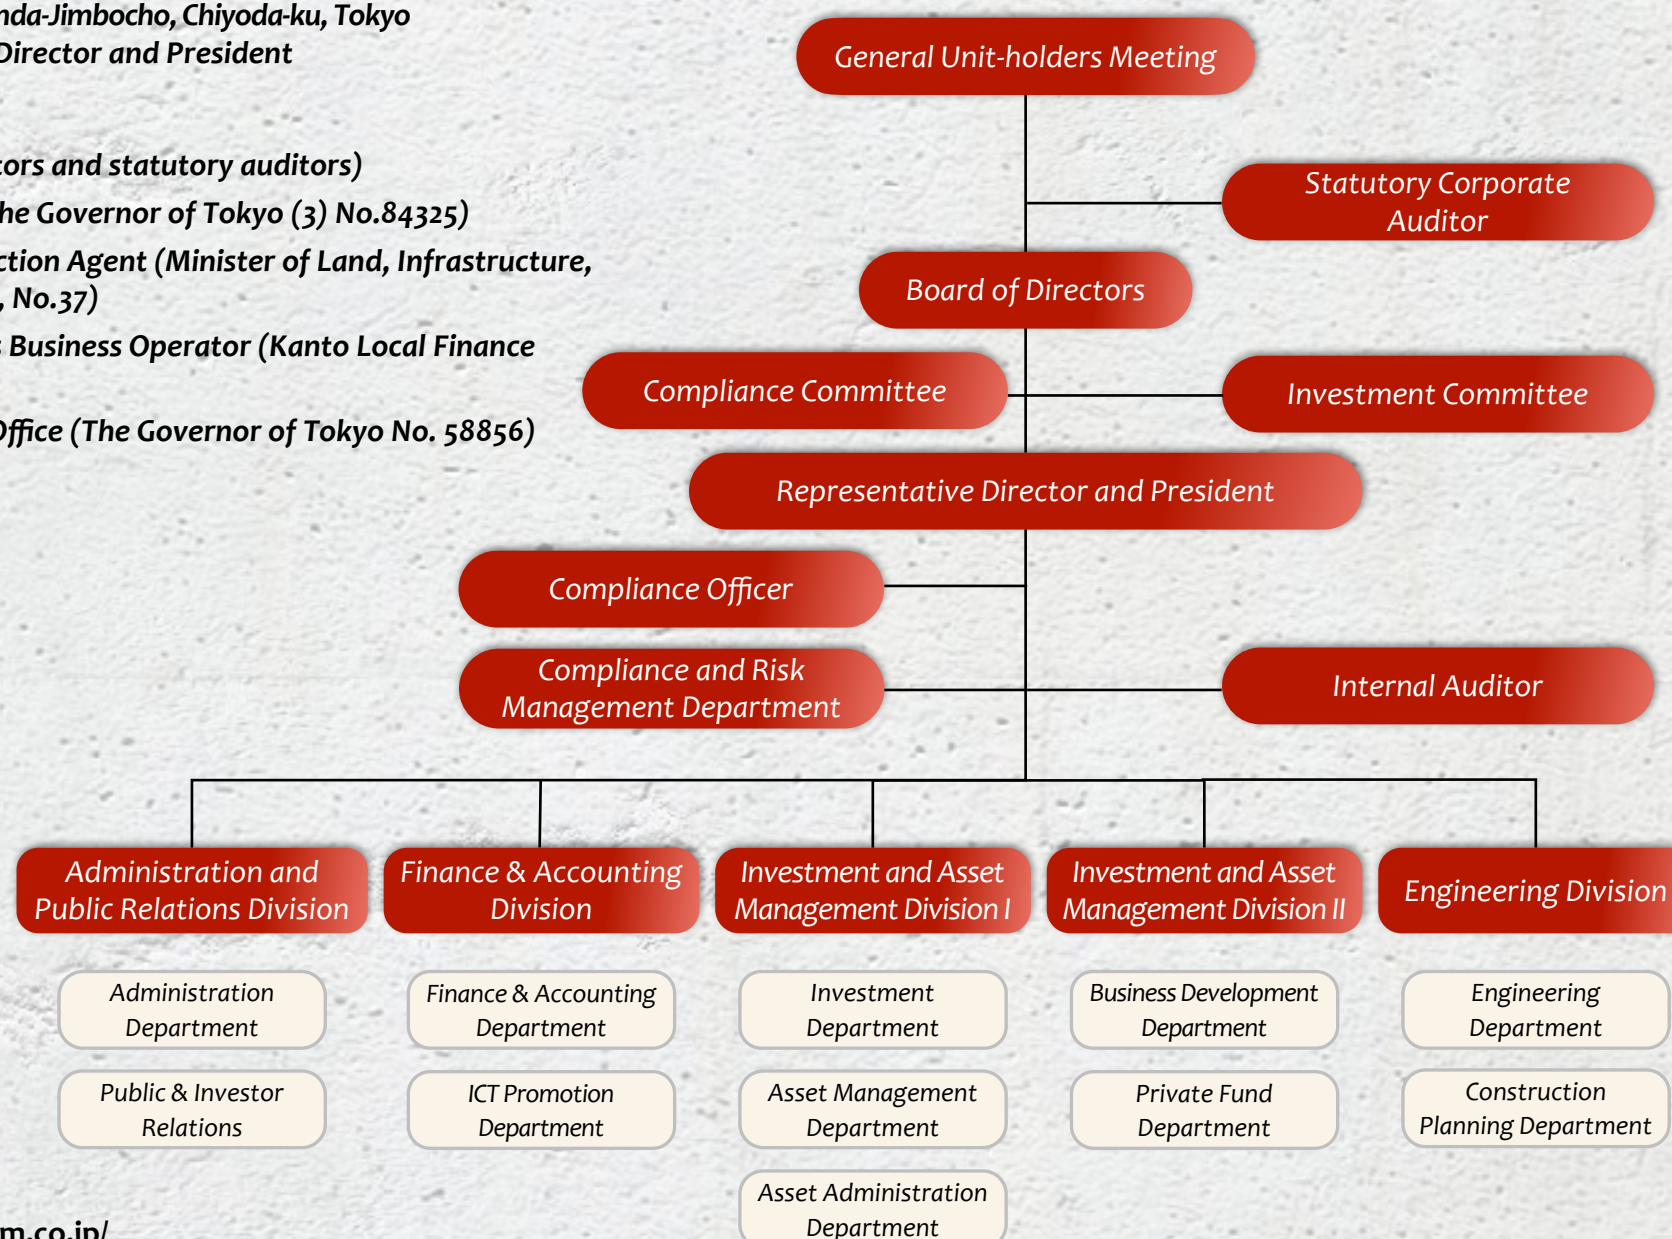 nda-Jimbocho, Chiyoda-ku, Tokyo
Director and President
tors and statutory auditors)
he Governor of Tokyo (3) No.84325)
ction Agent (Minister of Land, Infrastructure,
, No.37)
s Business Operator (Kanto Local Finance
Office (The Governor of Tokyo No. 58856)
General Unit-holders Meeting
Statutory Corporate
Auditor
Board of Directors
Compliance Committee
Investment Committee
Representative Director and President
Compliance Officer
Compliance and Risk
Management Department
Internal Auditor
Administration and
Public Relations Division
Finance & Accounting
Division
Investment and Asset
Management Division I
Investment and Asset
Management Division II
Engineering Division
Administration
Department
Public & Investor
Relations
Finance & Accounting
Department
ICT Promotion
Department
Investment
Department
Asset Management
Department
Asset Administration
Department
Business Development
Department
Private Fund
Department
Engineering
Department
Construction
Planning Department
m.co.jp/